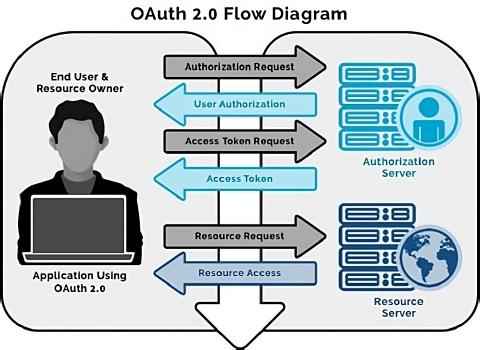 OAuth 2.0 Flow Diagram
End User &
Resource Owner
Application Using
OAuth 2.0
Authorization Request
User Authorization
Access Token Request
Access Token
Resource Request
Resource Access
Authorization
Server
Resource
Server